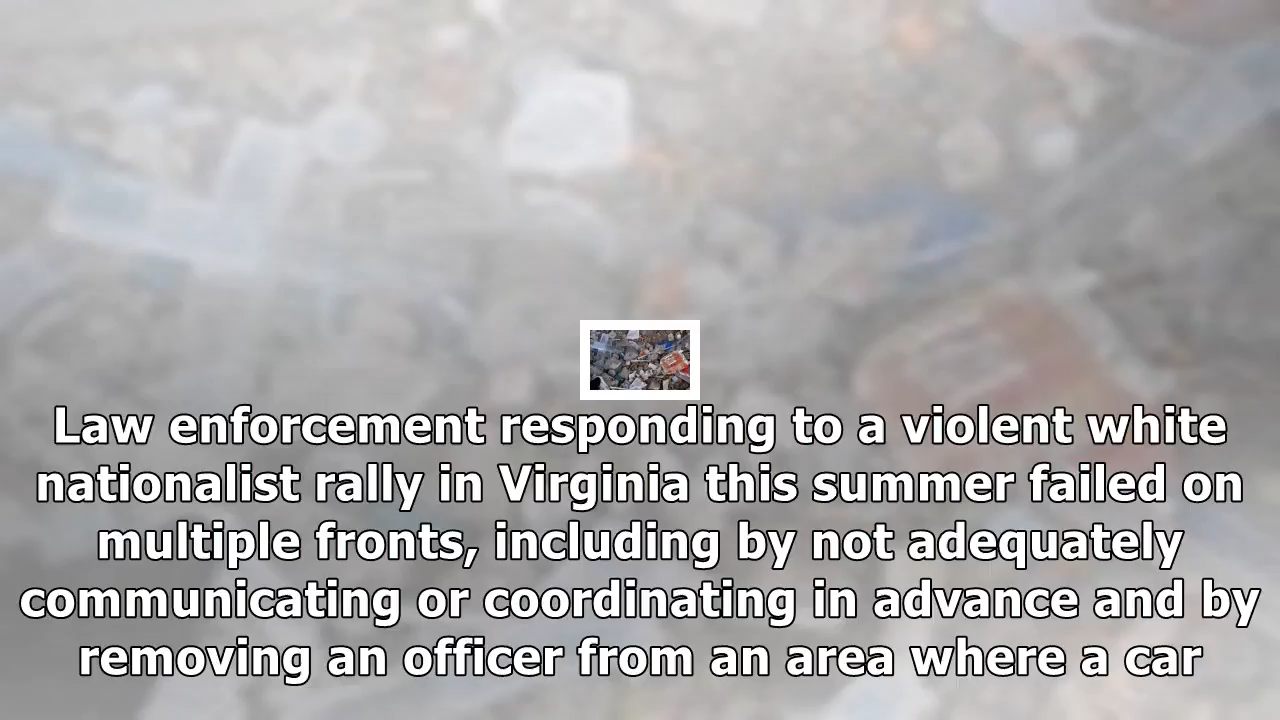 Law enforcement responding to a violent white
nationalist rally in Virginia this summer failed on
multiple fronts, including by not adequately
communicating or coordinating in advance and by
removing an officer from an area where a car